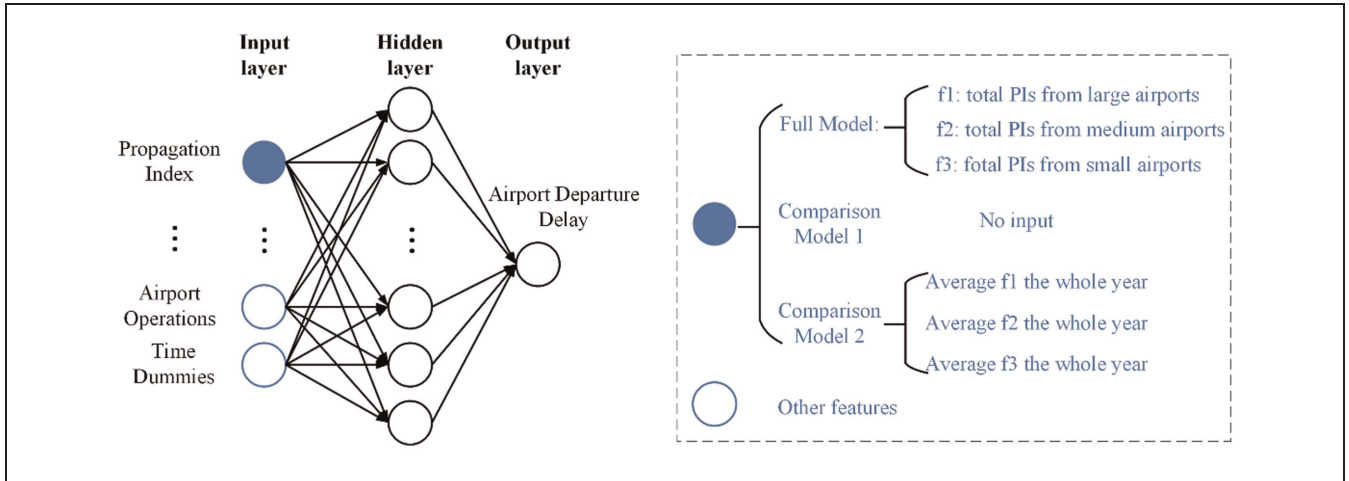 Input
layer
Hidden
layer
Output
layer
Propagation
Index
Airport
Operations
Time
Dummies
Airport Departure
Delay
Full Model:
f1: total PIs from large airports
f2: total PIs from medium airports
f3: fotal PIs from small airports
Comparison
Model 1
No input
Comparison
Model 2
Average f1 the whole year
Average f2 the whole year
Average f3 the whole year
Other features